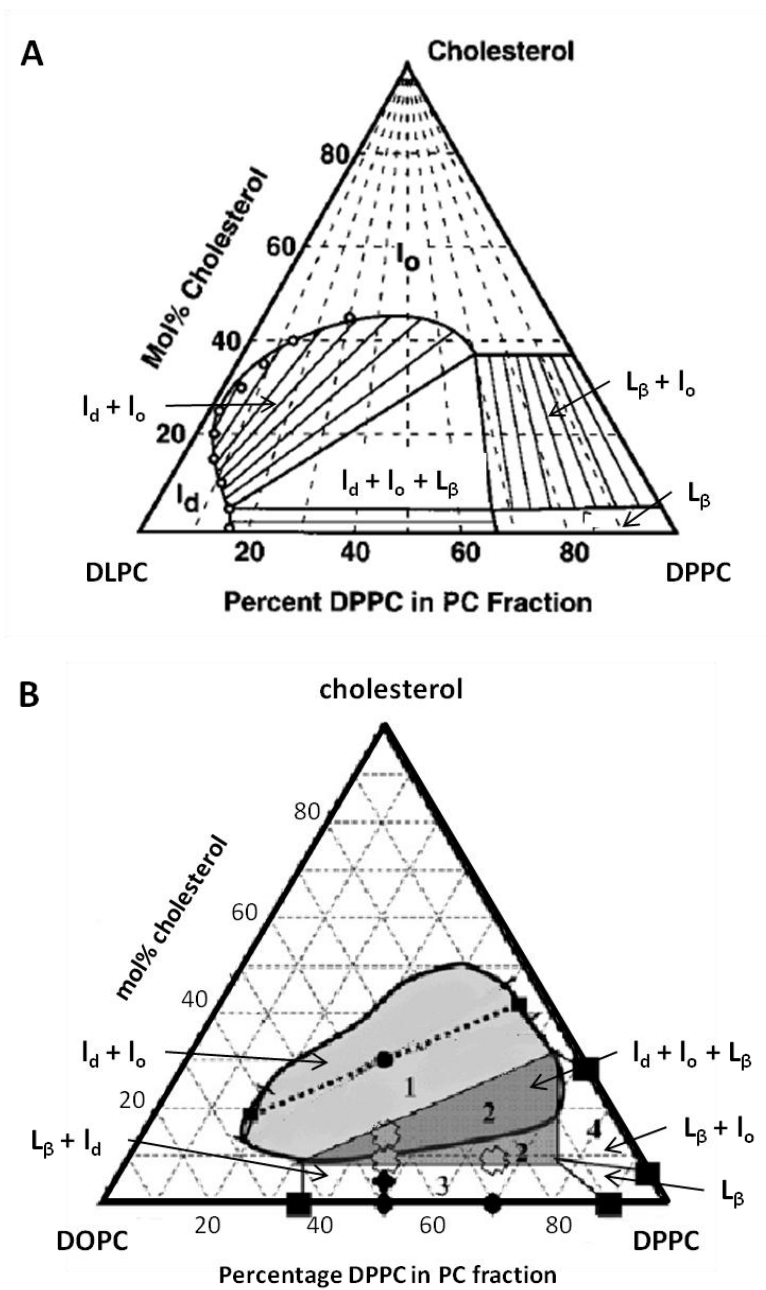 A
Cholesterol
80
Mol% Cholesterol
60
lo
40
Lβ + lo
ld + lo
20
ld + lo + Lβ
ld
Lβ
20 40 60 80
DLPC
DPPC
Percent DPPC in PC Fraction
B
cholesterol
80
mol% cholesterol
60
40
ld + lo
ld + lo + Lβ
1
20
2
4
Lβ + lo
Lβ + ld
2
3
Lβ
20 40 60 80
DOPC
DPPC
Percentage DPPC in PC fraction